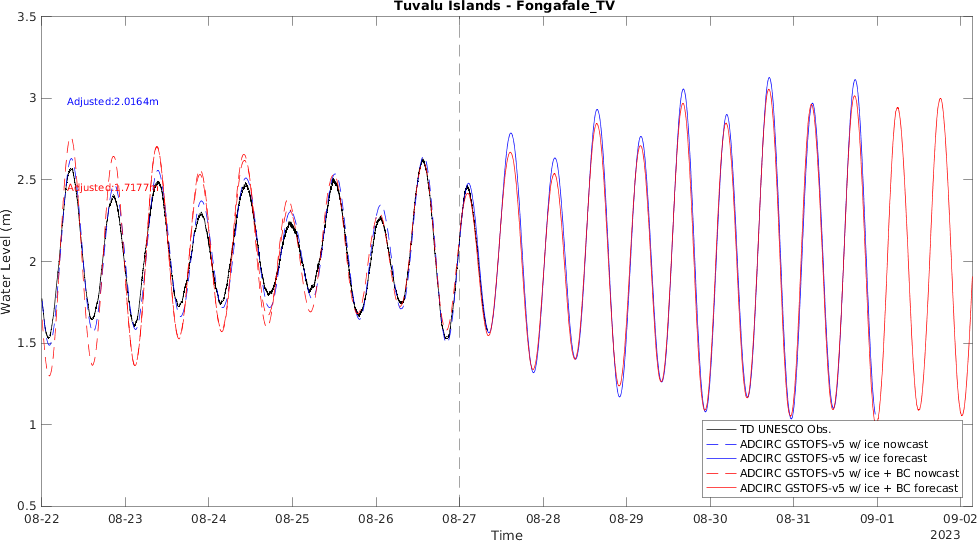 Tuvalu Islands - Fongafale_TV
3.5
3
2.5
2
1.5
1
0.5
Water Level (m)
Adjusted:2.0164m
Adjusted:1.7177m
TD UNESCO Obs.
ADCIRC GSTOFS-v5 w/ ice nowcast
ADCIRC GSTOFS-v5 w/ ice forecast
ADCIRC GSTOFS-v5 w/ ice + BC nowcast
ADCIRC GSTOFS-v5 w/ ice + BC forecast
08-22 08-23 08-24 08-25 08-26 08-27 08-28 08-29 08-30 08-31 09-01 09-02
Time
2023